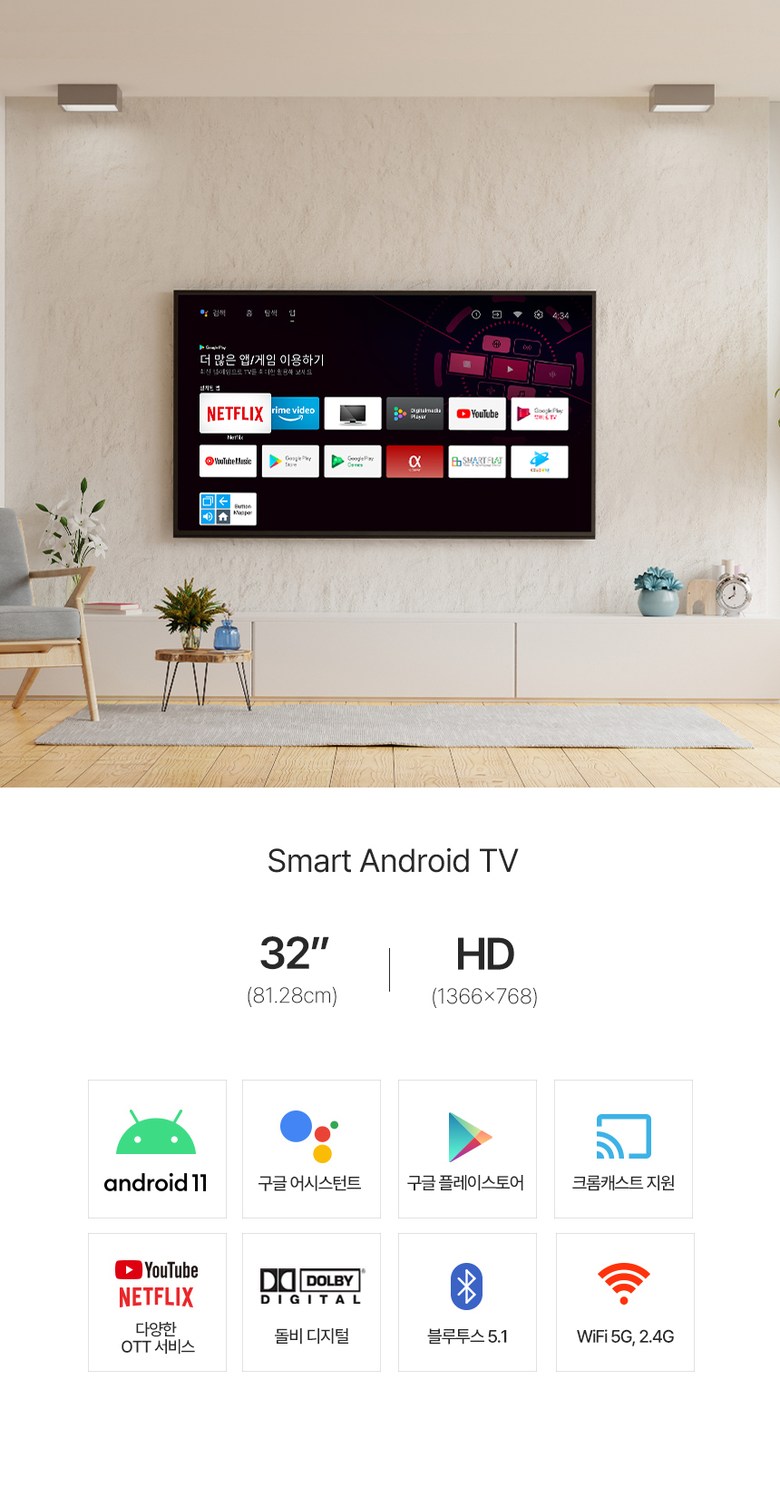 검색 홈 탐색 앱
4:34
Google Play
더 많은 앱/게임 이용하기
NETFLIX
prime video
Digitalmedia
Player
YouTube
Google Play
Netflix
YouTube Music
Google Play
Store
Google Play
Games
α
SMART FLAT
Button
Mapper
Smart Android TV
32” HD
(81.28cm) (1366×768)
android 11
구글 어시스턴트
구글 플레이스토어
크롬캐스트 지원
YouTube
NETFLIX
다양한
OTT 서비스
DOLBY
DIGITAL
돌비 디지털
블루투스 5.1
WiFi 5G, 2.4G